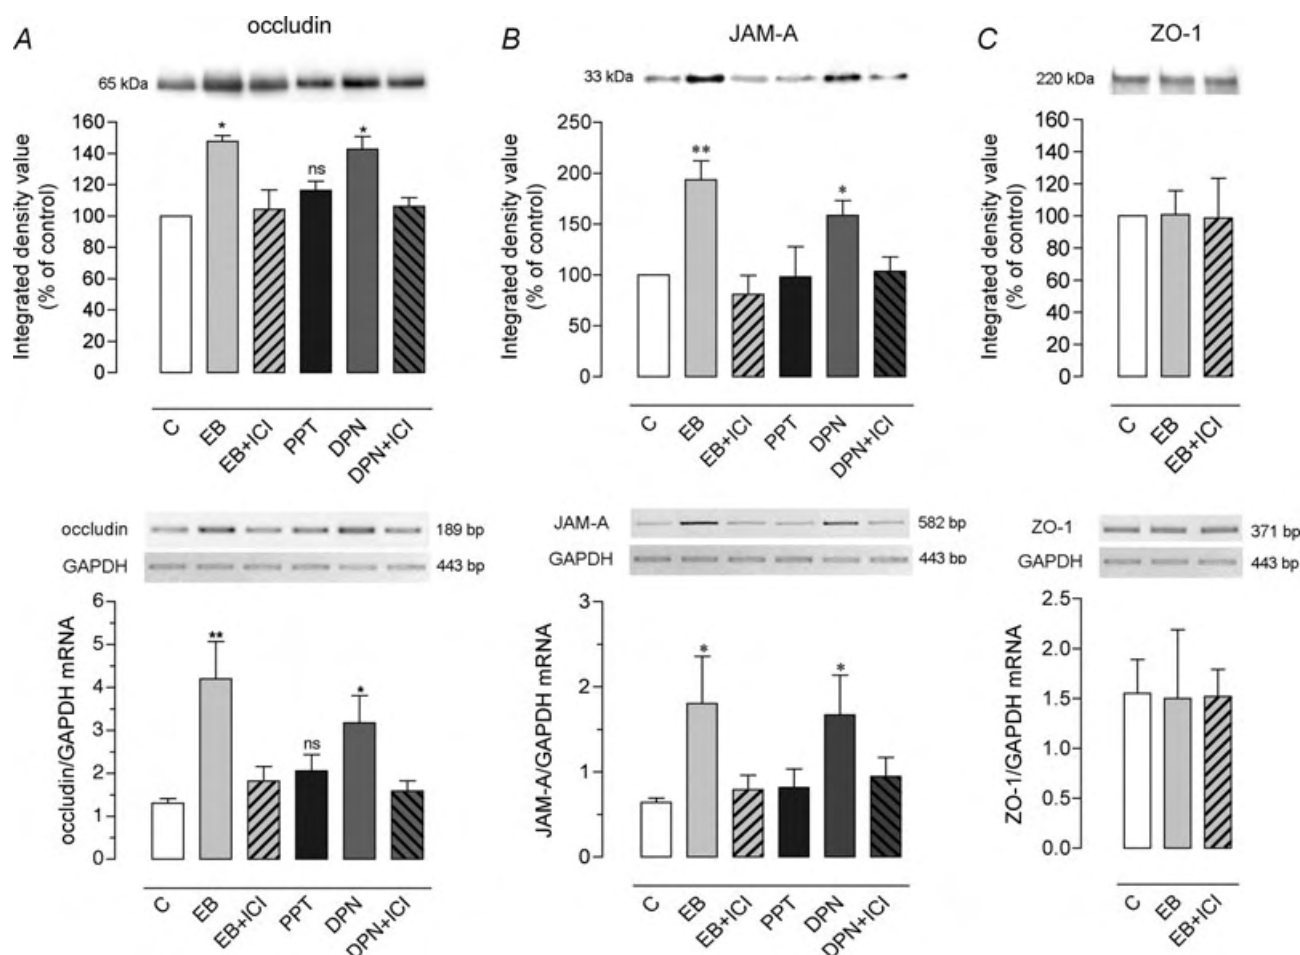 A
occludin
65 kDa
160
140
120
100
80
60
40
20
0
Integrated density value
(% of control)
*
ns
*
C
EB
EB+ICI
PPT
DPN
DPN+ICI
occludin
189 bp
GAPDH
443 bp
6
5
4
3
2
1
0
occludin/GAPDH mRNA
**
ns
*
C
EB
EB+ICI
PPT
DPN
DPN+ICI
B
JAM-A
33 kDa
250
200
150
100
50
0
Integrated density value
(% of control)
**
*
C
EB
EB+ICI
PPT
DPN
DPN+ICI
JAM-A
582 bp
GAPDH
443 bp
3
2
1
0
JAM-A/GAPDH mRNA
*
*
C
EB
EB+ICI
PPT
DPN
DPN+ICI
C
ZO-1
220 kDa
160
140
120
100
80
60
40
20
0
Integrated density value
(% of control)
C
EB
EB+ICI
ZO-1
371 bp
GAPDH
443 bp
2.5
2.0
1.5
1.0
0.5
0.0
ZO-1/GAPDH mRNA
C
EB
EB+ICI